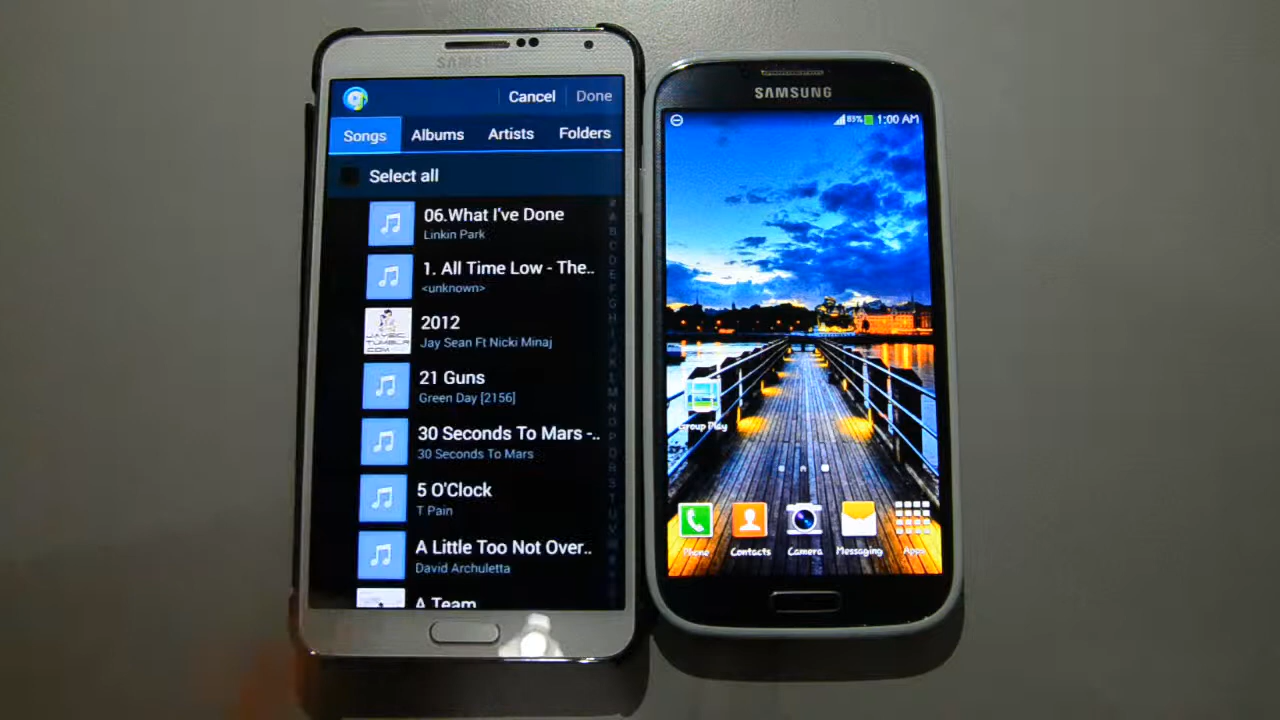 SAMSUNG
Cancel
Done
Songs
Albums
Artists
Folders
Select all
06.What I've Done
Linkin Park
1. All Time Low - The..
<unknown>
2012
Jay Sean Ft Nicki Minaj
21 Guns
Green Day [2156]
30 Seconds To Mars -..
30 Seconds To Mars
5 O'Clock
T Pain
A Little Too Not Over..
David Archuletta
A Team
SAMSUNG
83% 1:00 AM
Group Play
Phone
Contacts
Camera
Messaging
Apps